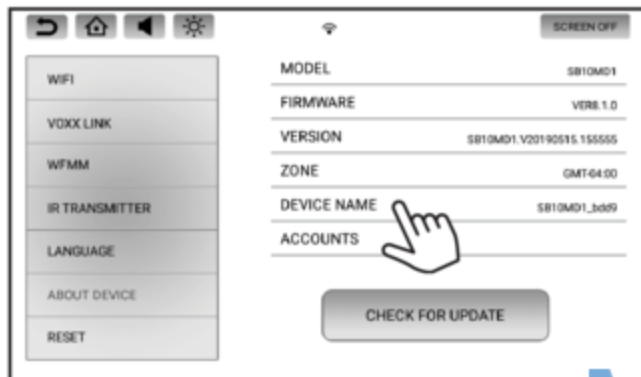 SCREEN OFF
WIFI
VOXX LINK
WFMM
IR TRANSMITTER
LANGUAGE
ABOUT DEVICE
RESET
MODEL SB10MD1
FIRMWARE VER8.1.0
VERSION SB10MD1.V20190515.155555
ZONE GMT-64:00
DEVICE NAME SB10MD1_bdd9
ACCOUNTS
CHECK FOR UPDATE